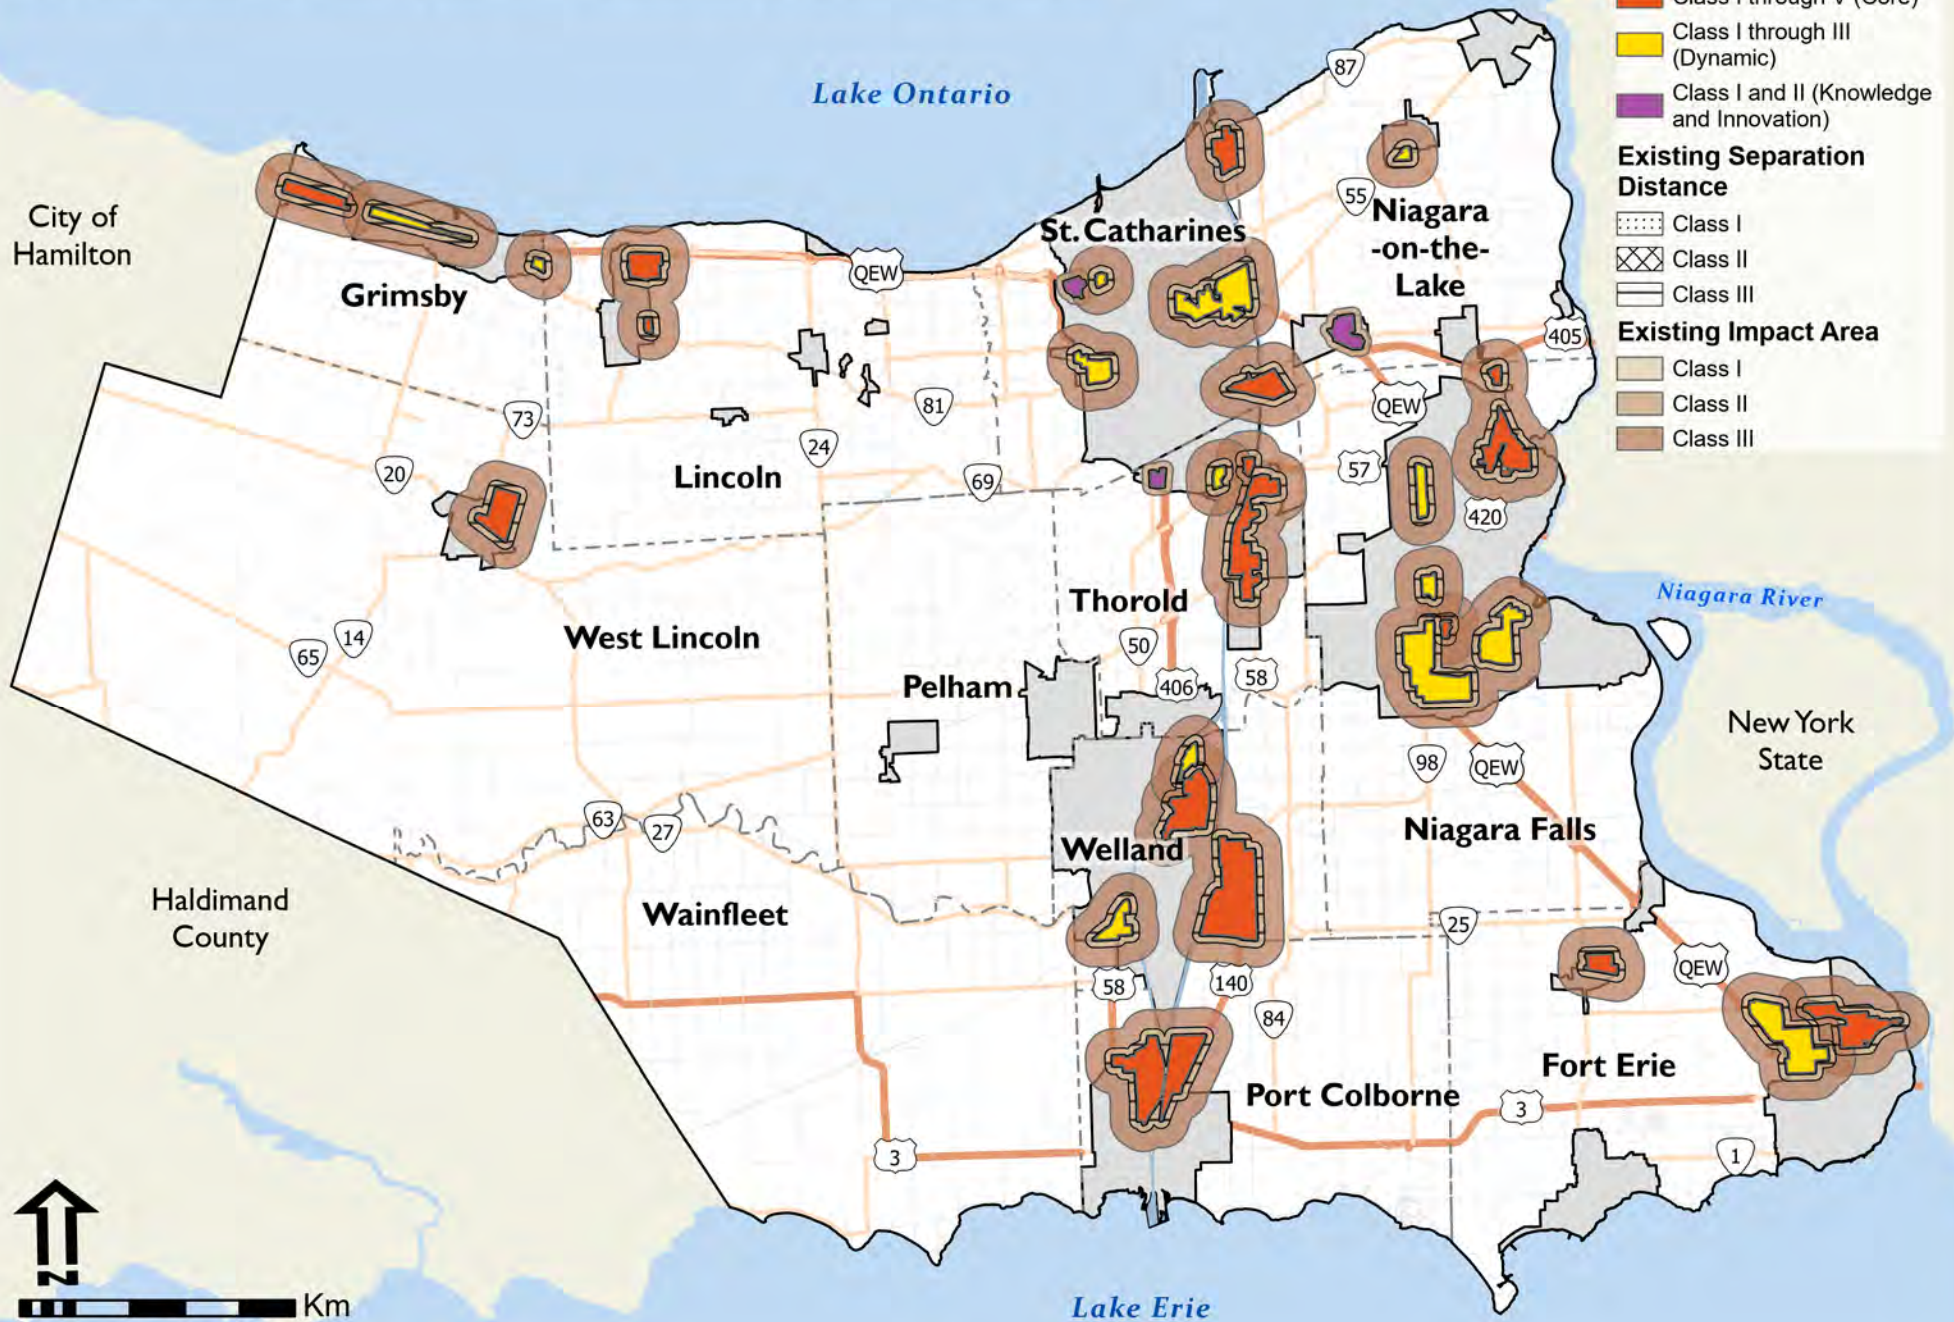 Class I through V (Core)
Class I through III
(Dynamic)
Class I and II (Knowledge
and Innovation)
Existing Separation
Distance
Class I
Class II
Class III
Existing Impact Area
Class I
Class II
Class III
Lake Ontario
87
55
City of
Hamilton
St. Catharines
Niagara
-on-the-
Lake
QEW
Grimsby
405
73
81
QEW
24
20
Lincoln
69
57
420
Niagara River
Thorold
65
14
West Lincoln
50
Pelham
406
58
New York
State
98
QEW
63
27
Welland
Niagara Falls
Haldimand
County
Wainfleet
25
QEW
58
140
84
Fort Erie
Port Colborne
3
3
1
N
Km
Lake Erie